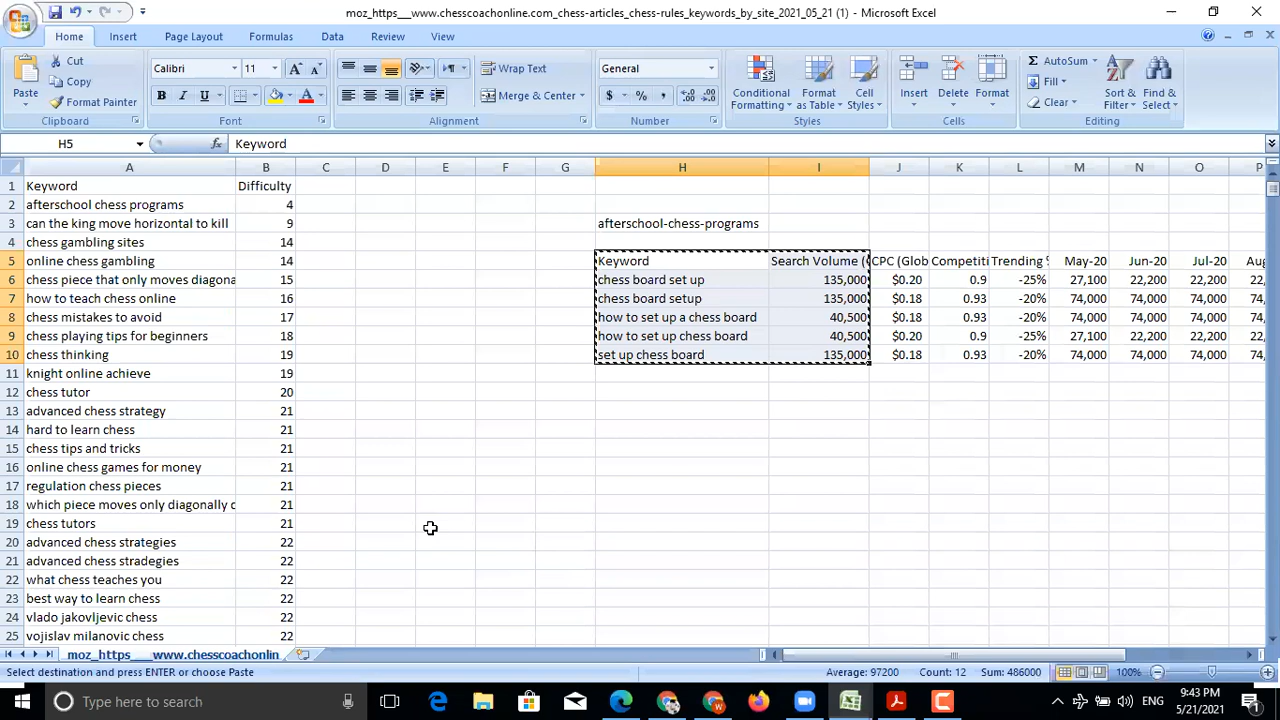 moz_https___www.chesscoachonline.com_chess-articles_chess-rules_keywords_by_site_2021_05_21 (1) - Microsoft Excel
Home Insert Page Layout Formulas Data Review View
Paste Cut Copy Format Painter
Calibri 11 General
Wrap Text Merge & Center
Conditional Formatting Format as Table Cell Styles
Insert Delete Format
AutoSum Fill Clear Sort & Filter Find & Select
Clipboard Font Alignment Number Styles Cells Editing
H5 Keyword
A B C D E F G H I J K L M N O P
1 Keyword Difficulty
2 afterschool chess programs 4
3 can the king move horizontal to kill 9 afterschool-chess-programs
4 chess gambling sites 14
5 online chess gambling 14 Keyword Search Volume ( CPC (Glob Competiti Trending May-20 Jun-20 Jul-20 Aug
6 chess piece that only moves diagona 15 chess board set up 135,000 $0.20 0.9 -25% 27,100 22,200 22,200 22,
7 how to teach chess online 16 chess board setup 135,000 $0.18 0.93 -20% 74,000 74,000 74,000 74,
8 chess mistakes to avoid 17 how to set up a chess board 40,500 $0.18 0.93 -20% 74,000 74,000 74,000 74,
9 chess playing tips for beginners 18 how to set up chess board 40,500 $0.20 0.9 -25% 27,100 22,200 22,200 22,
10 chess thinking 19 set up chess board 135,000 $0.18 0.93 -20% 74,000 74,000 74,000 74,
11 knight online achieve 19
12 chess tutor 20
13 advanced chess strategy 21
14 hard to learn chess 21
15 chess tips and tricks 21
16 online chess games for money 21
17 regulation chess pieces 21
18 which piece moves only diagonally 21
19 chess tutors 21
20 advanced chess strategies 22
21 advanced chess stradegies 22
22 what chess teaches you 22
23 best way to learn chess 22
24 vlado jakovljevic chess 22
25 vojislav milanovic chess 22
moz_https___www.chesscoachonlin
Select destination and press ENTER or choose Paste Average: 97200 Count: 12 Sum: 486000 100%
Type here to search ENG 9:43 PM
5/21/2021